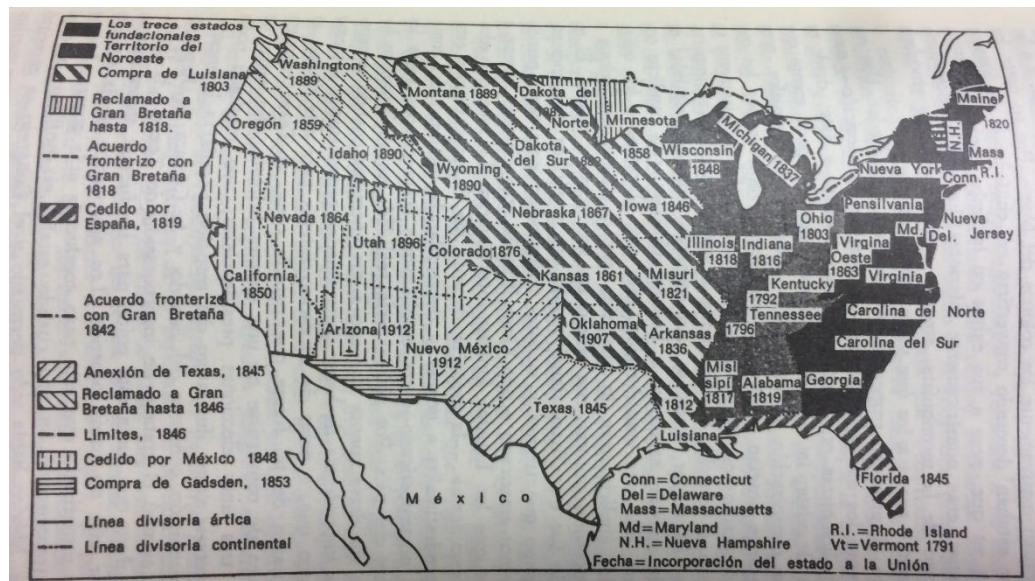 Los trece estados
fundacionales
Territorio del
Noroeste
Compra de Luisiana
1803
Reclamado a
Gran Bretaña
hasta 1818.
Acuerdo
fronterizo con
Gran Bretaña
1818
Cedido por
España, 1819
Acuerdo fronterizo
con Gran Bretaña
1842
Anexión de Texas, 1845
Reclamado a Gran
Bretaña hasta 1846
Limites, 1846
Cedido por México 1848
Compra de Gadsden, 1853
Línea divisoria ártica
Línea divisoria continental
Washington
1889
Oregón 1859
Idaho 1890
Montana 1889
Dakota del
Norte
Minnesota
1858
Dakota
del Sur
Wyoming
1890
Nebraska 1867
Iowa 1846
Wisconsin
1848
Michigan 1837
Maine
1820
N.H.
Mass
Nueva York
Conn.
R.I.
Pensilvania
Nueva
Jersey
Md.
Del.
Ohio
1803
Illinois
1818
Indiana
1816
Virgina
Oeste
1863
Virginia
Kentucky
1792
Tennessee
1796
Carolina del Norte
Carolina del Sur
Nevada 1864
Utah 1896
Colorado 1876
Kansas 1861
Misuri
1821
California
1850
Arizona 1912
Nuevo México
1912
Oklahoma
1907
Arkansas
1836
Misi
sipí
1817
Alabama
1819
Georgia
Texas 1845
1812
Luisiana
Florida 1845
México
Conn=Connecticut
Del=Delaware
Mass=Massachusetts
Md=Maryland
N.H.=Nueva Hampshire
R.I.=Rhode Island
Vt=Vermont 1791
Fecha=Incorporación del estado a la Unión